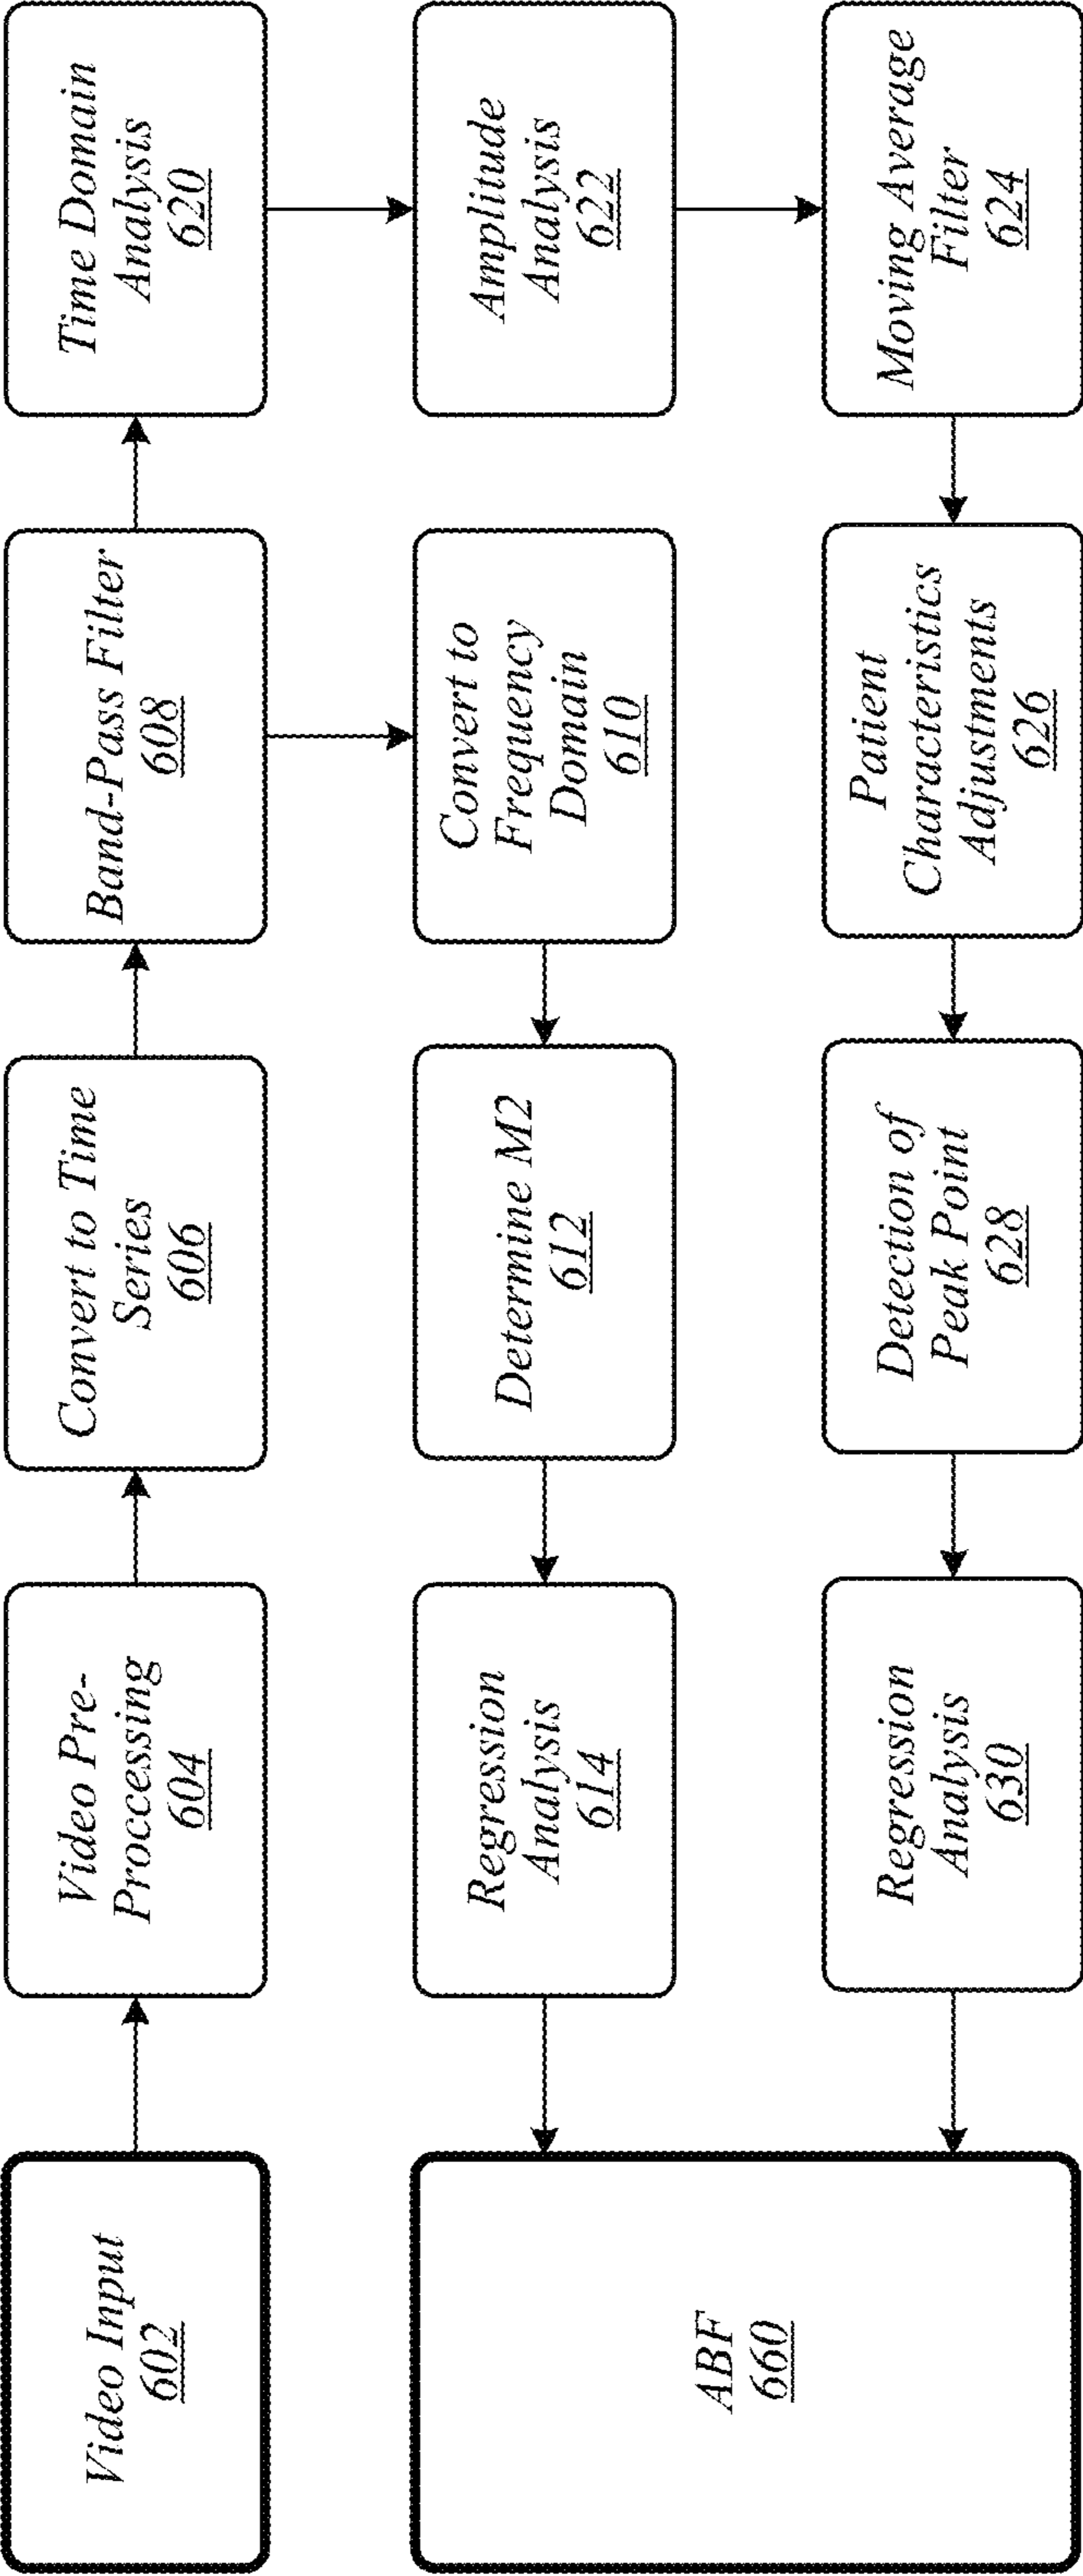 Video Input
602
Video Pre-
Proccessing
604
Convert to Time
Series
606
Band-Pass Filter
608
Time Domain
Analysis
620
ABF
660
Regression
Analysis
614
Determine M2
612
Convert to
Frequency
Domain
610
Amplitude
Analysis
622
Regression
Analysis
630
Detection of
Peak Point
628
Patient
Characteristics
Adjustments
626
Moving Average
Filter
624